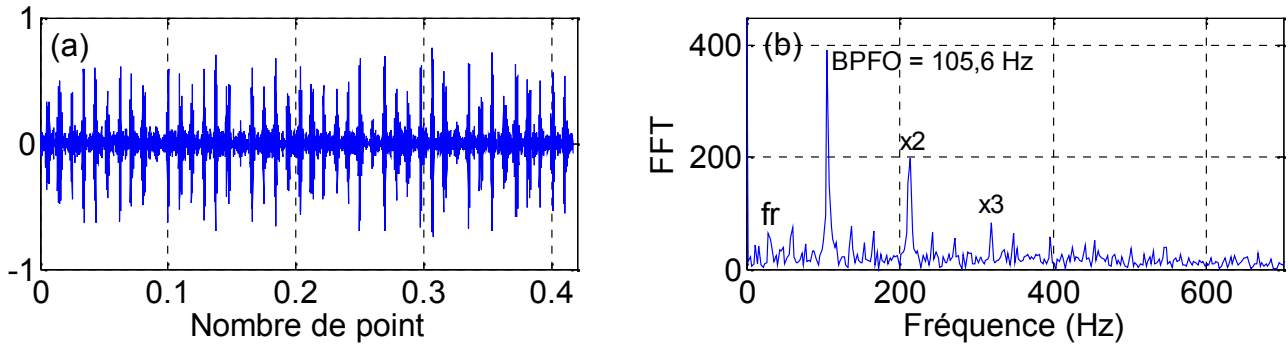 (a)
1
0
-1
0
0.1
0.2
0.3
0.4
Nombre de point
(b)
FFT
400
200
0
BPFO = 105,6 Hz
x2
x3
fr
0
200
400
600
Fréquence (Hz)